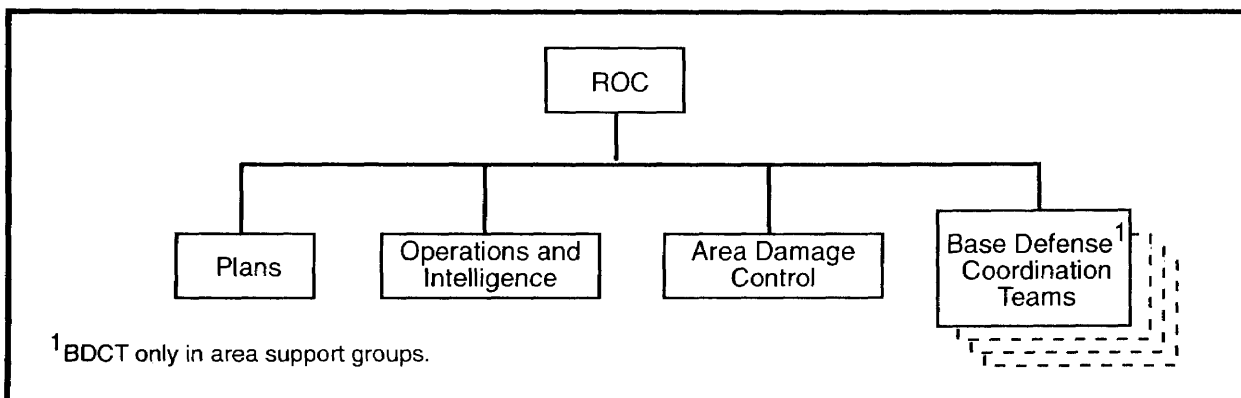 ROC
Plans
Operations and
Intelligence
Area Damage
Control
Base Defense1
Coordination
Teams
1BDCT only in area support groups.